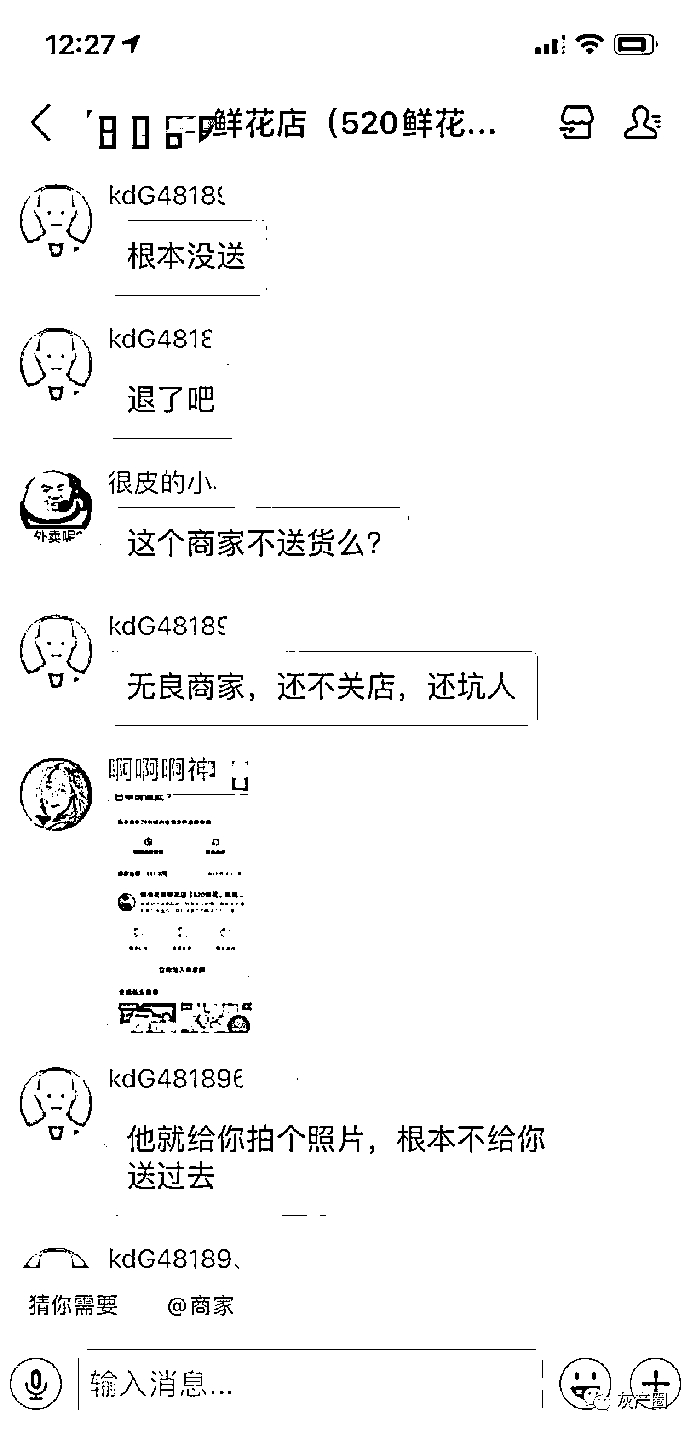 12:27
鲜花店（520鲜花...
kdG48189
根本没送
kdG4818
退了吧
很皮的小
外卖呢?
这个商家不送货么？
kdG48189
无良商家，还不关店，还坑人
啊啊啊神
kdG481896
他就给你拍个照片，根本不给你
送过去
kdG48189
猜你需要 @商家
输入消息...
灰产圈